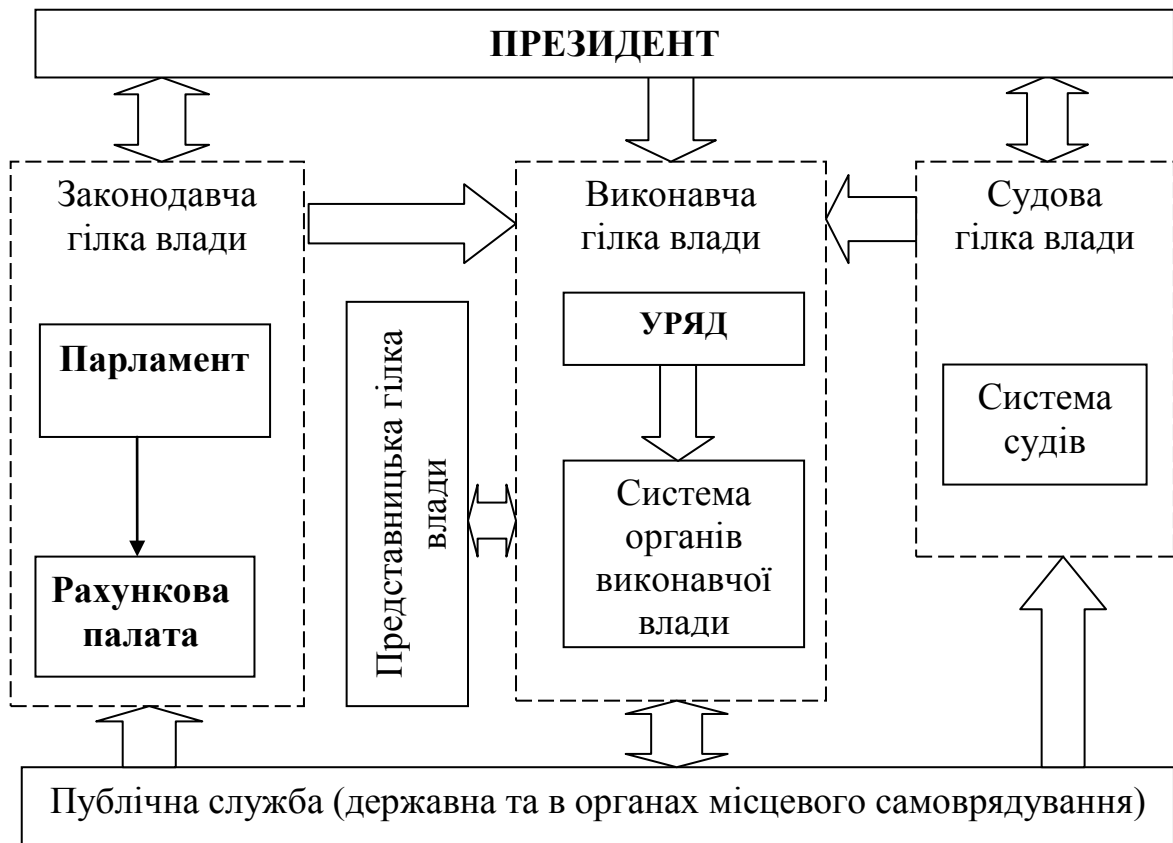 ПРЕЗИДЕНТ
Законодавча
гілка влади
Парламент
Рахункова
палата
Представницька гілка
влади
Виконавча
гілка влади
УРЯД
Система
органів
виконавчої
влади
Судова
гілка влади
Система
судів
Публічна служба (державна та в органах місцевого самоврядування)